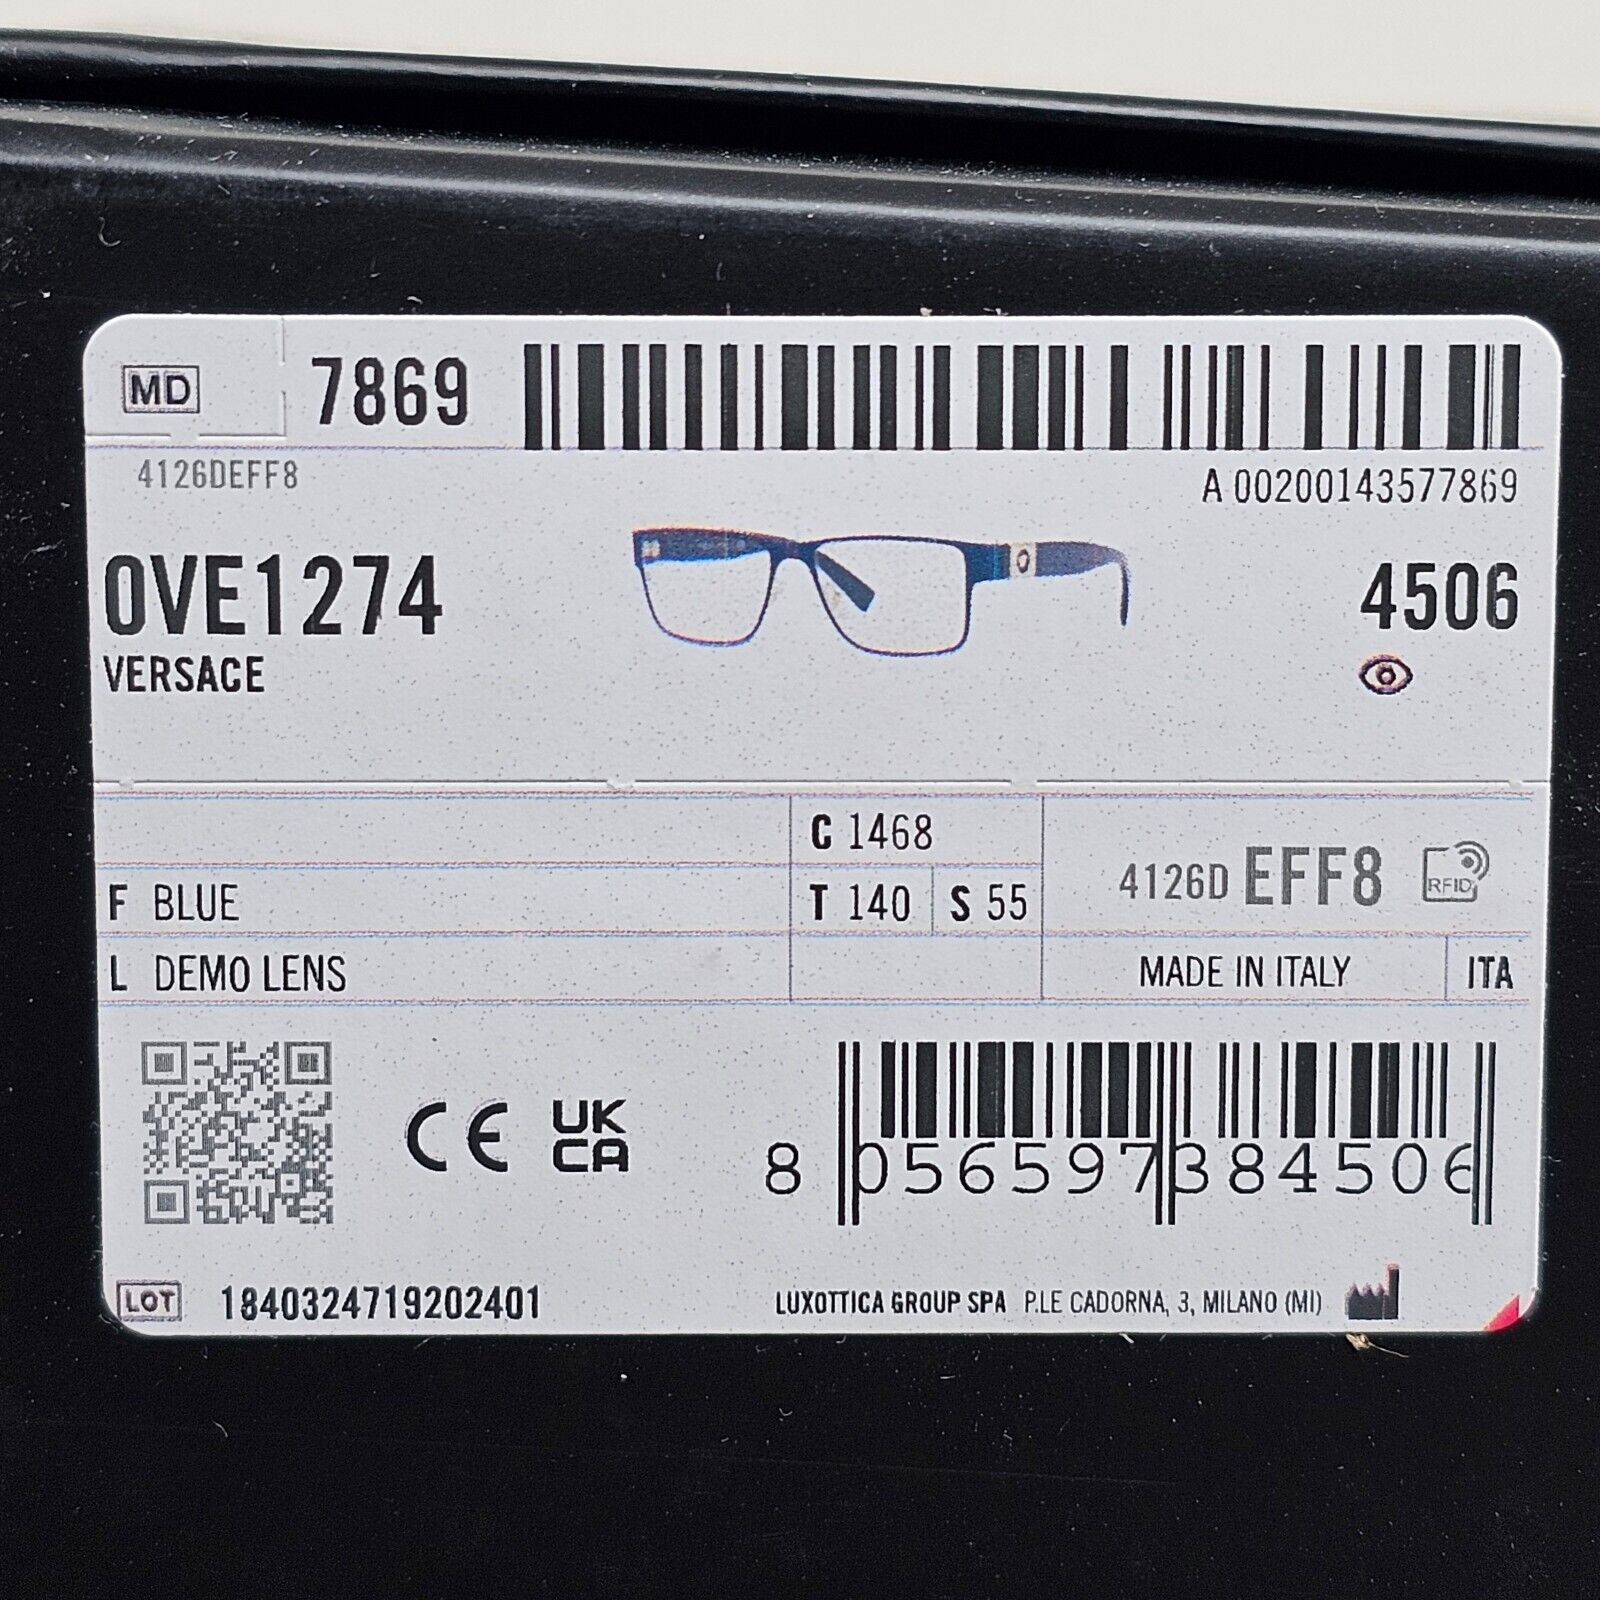 MD 7869
4126DEFF8
A 00200143577869
0VE1274
4506
VERSACE
C 1468
F BLUE
T 140 S 55
4126D EFF8 RFID
L DEMO LENS
MADE IN ITALY ITA
CE UK
CA
8 056597 384506
LOT 1840324719202401
LUXOTTICA GROUP SPA P.LE CADORNA, 3, MILANO (MI)